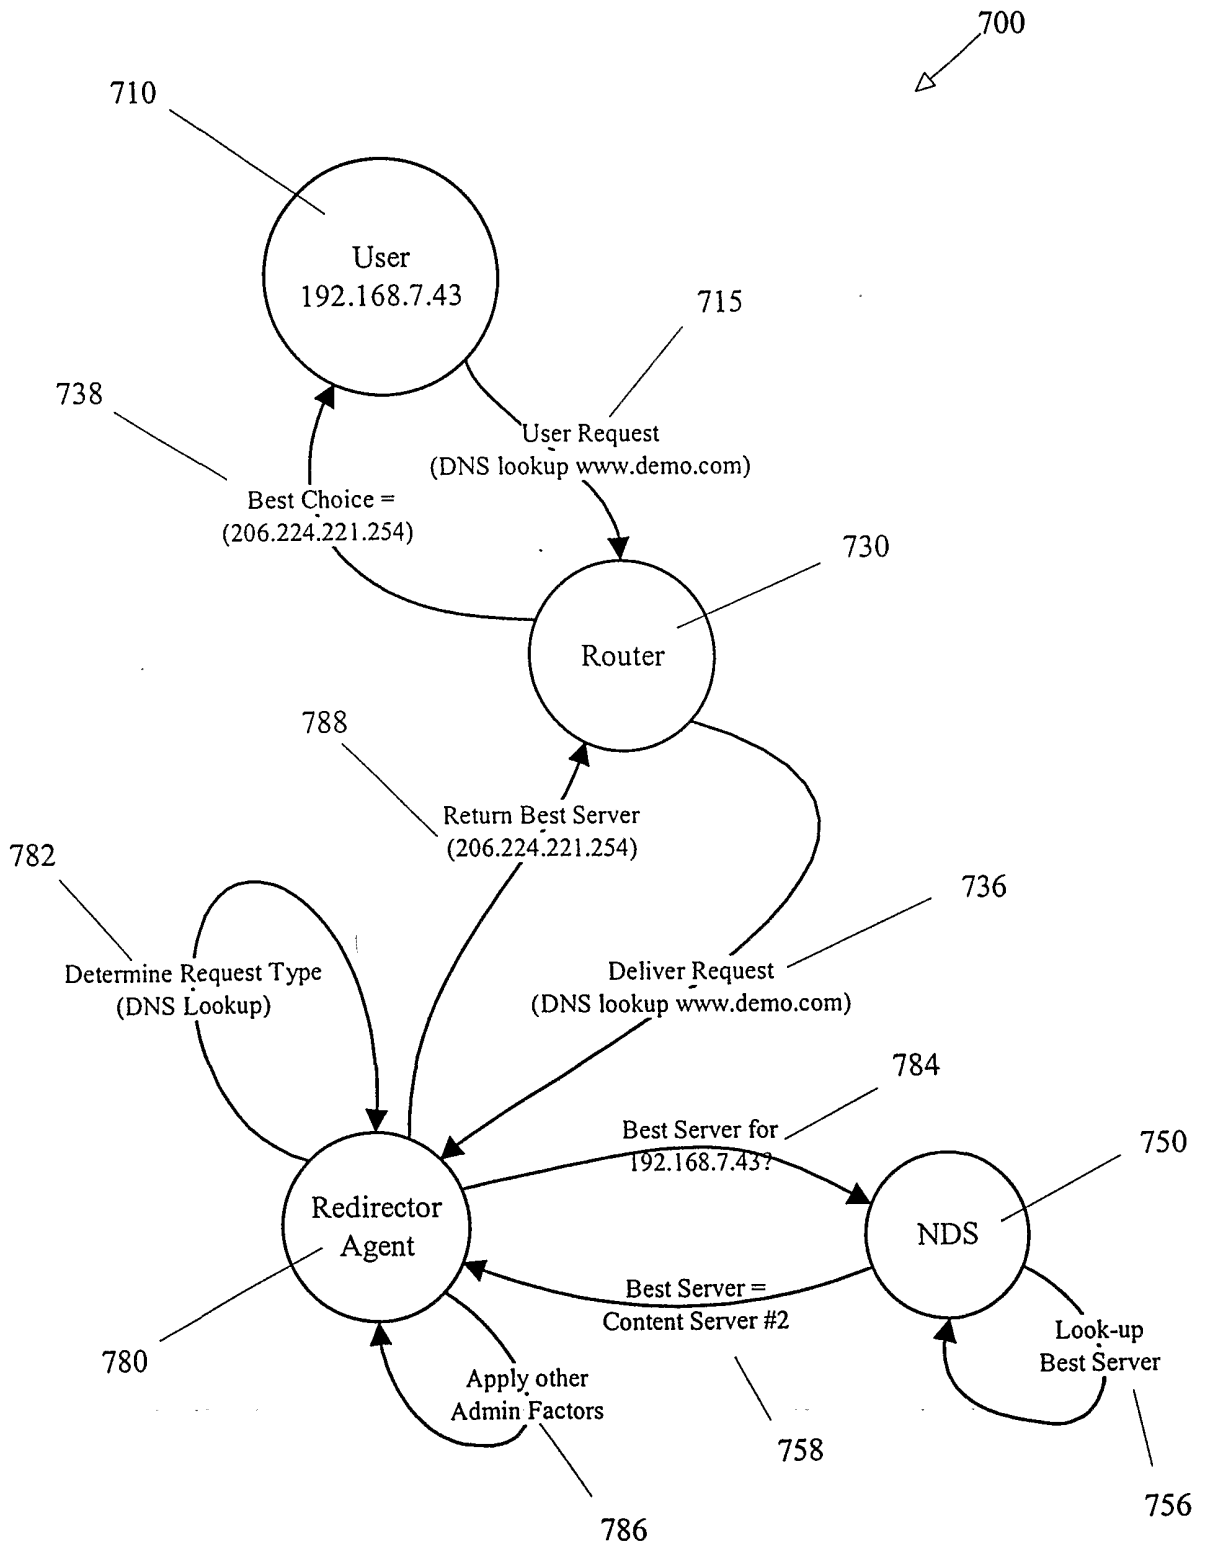 700
710
User
192.168.7.43
715
738
User Request
(DNS lookup www.demo.com)
Best Choice =
(206.224.221.254)
730
Router
788
Return Best Server
(206.224.221.254)
782
736
Determine Request Type
(DNS Lookup)
Deliver Request
(DNS lookup www.demo.com)
784
Best Server for
192.168.7.43?
750
Redirector
Agent
NDS
Best Server =
Content Server #2
Look-up
Best Server
780
Apply other
Admin Factors
758
756
786